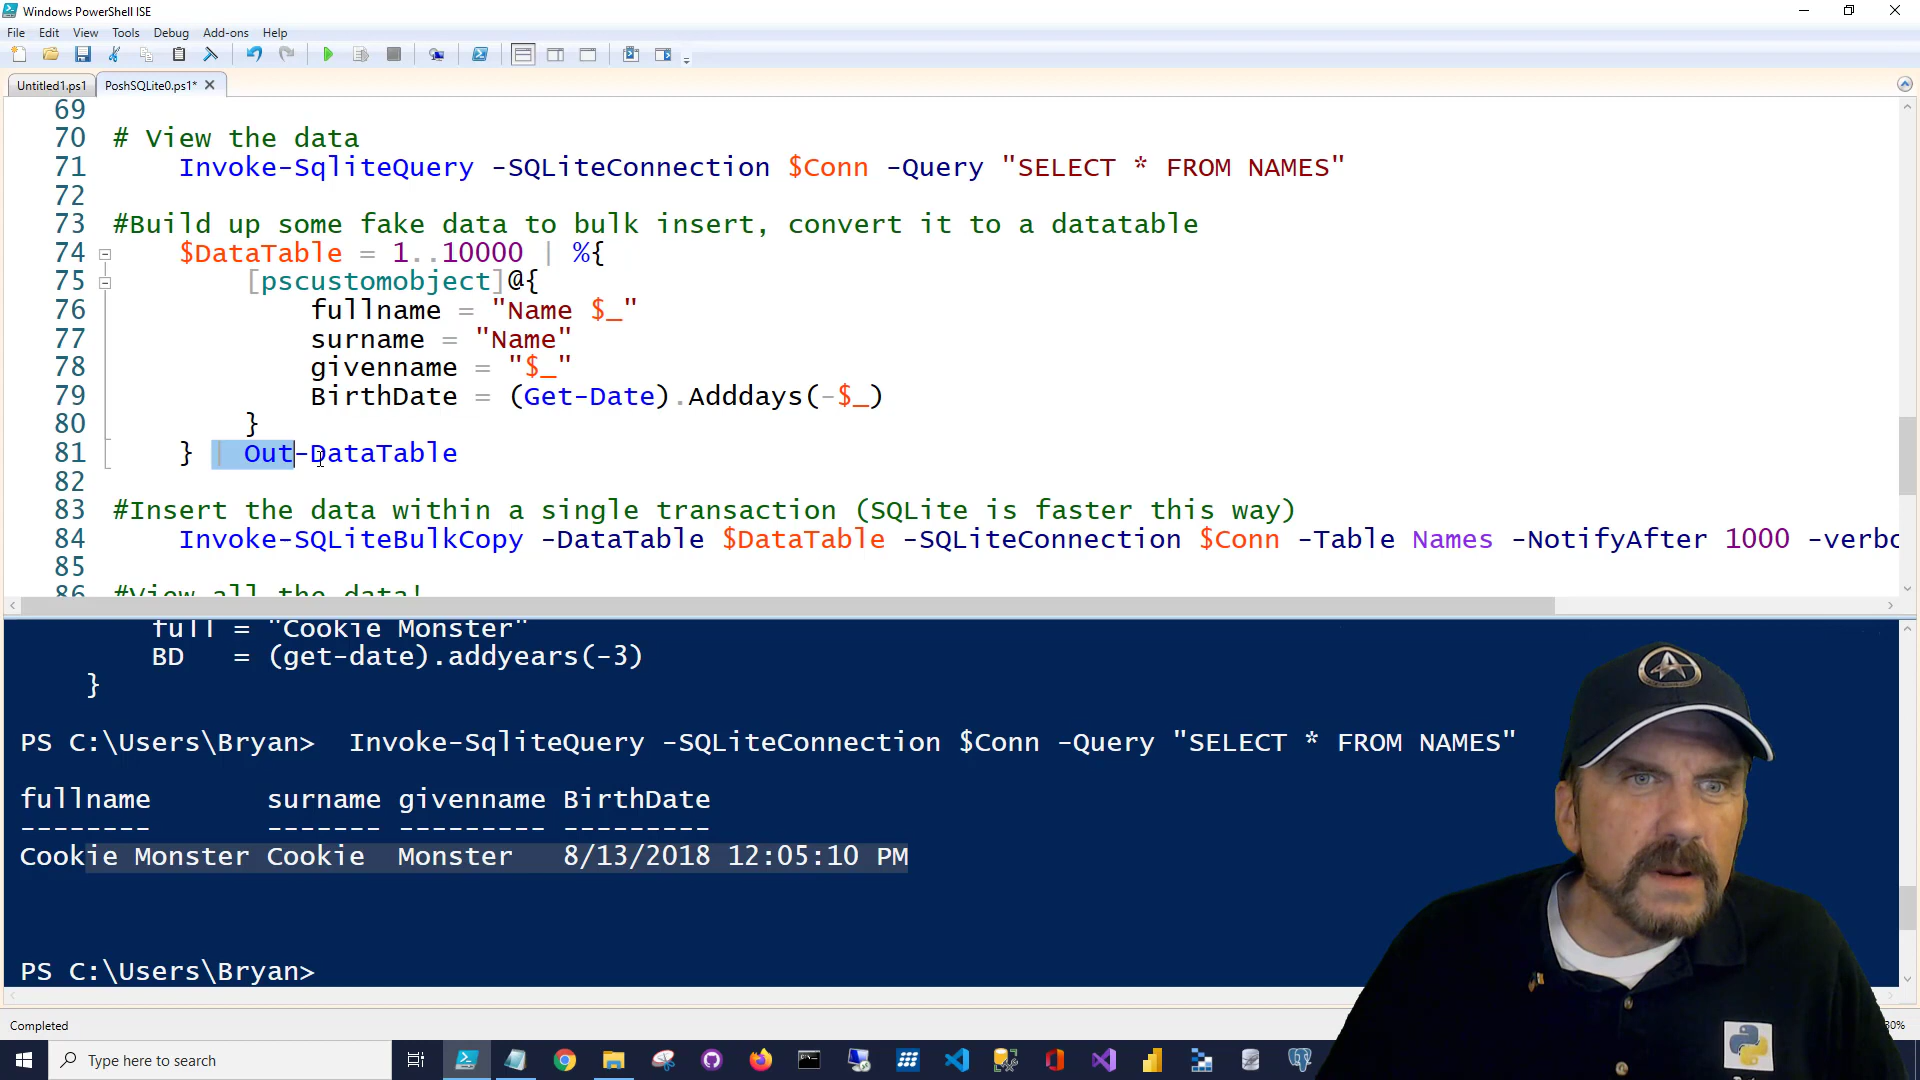 Windows PowerShell ISE
File Edit View Tools Debug Add-ons Help
Untitled1.ps1 PoshSQLite0.ps1*
69
70 # View the data
71 Invoke-SqliteQuery -SQLiteConnection $Conn -Query "SELECT * FROM NAMES"
72
73 #Build up some fake data to bulk insert, convert it to a datatable
74 $DataTable = 1..10000 | %{
75 [pscustomobject]@{
76 fullname = "Name $_"
77 surname = "Name"
78 givenname = "$_"
79 BirthDate = (Get-Date).Adddays(-$_)
80 }
81 } | Out-DataTable
82
83 #Insert the data within a single transaction (SQLite is faster this way)
84 Invoke-SQLiteBulkCopy -DataTable $DataTable -SQLiteConnection $Conn -Table Names -NotifyAfter 1000 -verbo
85
86 #View all the data!
full = "Cookie Monster"
BD = (get-date).addyears(-3)
}
PS C:\Users\Bryan> Invoke-SqliteQuery -SQLiteConnection $Conn -Query "SELECT * FROM NAMES"
fullname surname givenname BirthDate
-------- ------- --------- ---------
Cookie Monster Cookie Monster 8/13/2018 12:05:10 PM
PS C:\Users\Bryan>
Completed
Type here to search